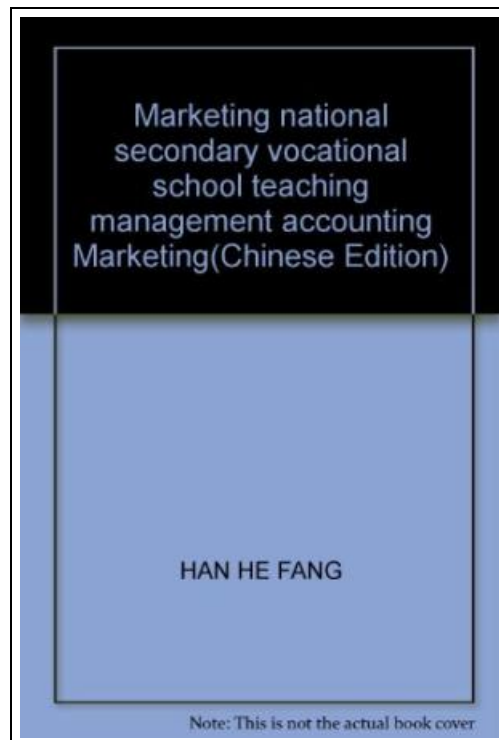 Marketing national
secondary vocational
school teaching
management accounting
Marketing(Chinese Edition)
HAN HE FANG
Note: This is not the actual book cover